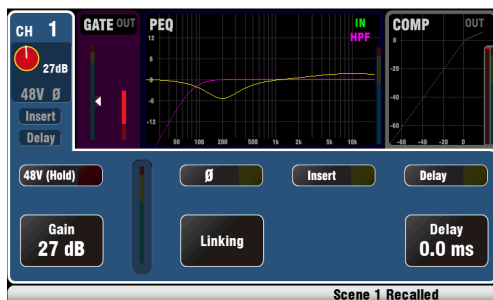 CH 1
GATE OUT
PEQ
IN
HPF
COMP
OUT
27dB
48V Ø
Insert
Delay
12
6
0
-6
-12
50 100 200 500 1k 2k 5k 10k
0
-20
-40
-60
-60 -40 -20 0
48V (Hold)
Ø
Insert
Delay
Gain
27 dB
Linking
Delay
0.0 ms
Scene 1 Recalled